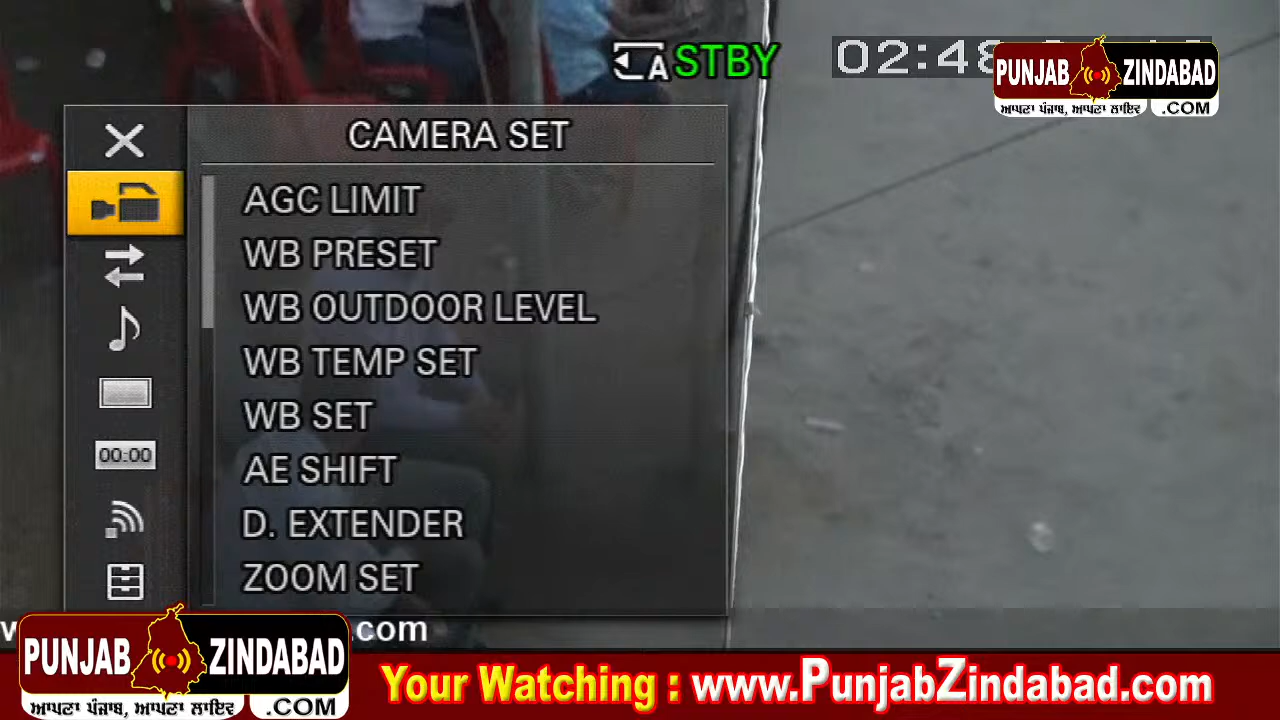 A STBY
02:48
PUNJAB ZINDABAD
ਆਪਣਾ ਪੰਜਾਬ, ਆਪਣਾ ਲਾਇਵ .COM
CAMERA SET
AGC LIMIT
WB PRESET
WB OUTDOOR LEVEL
WB TEMP SET
WB SET
00:00
AE SHIFT
D. EXTENDER
ZOOM SET
.com
PUNJAB ZINDABAD
ਆਪਣਾ ਪੰਜਾਬ, ਆਪਣਾ ਲਾਇਵ .COM
Your Watching : www.PunjabZindabad.com